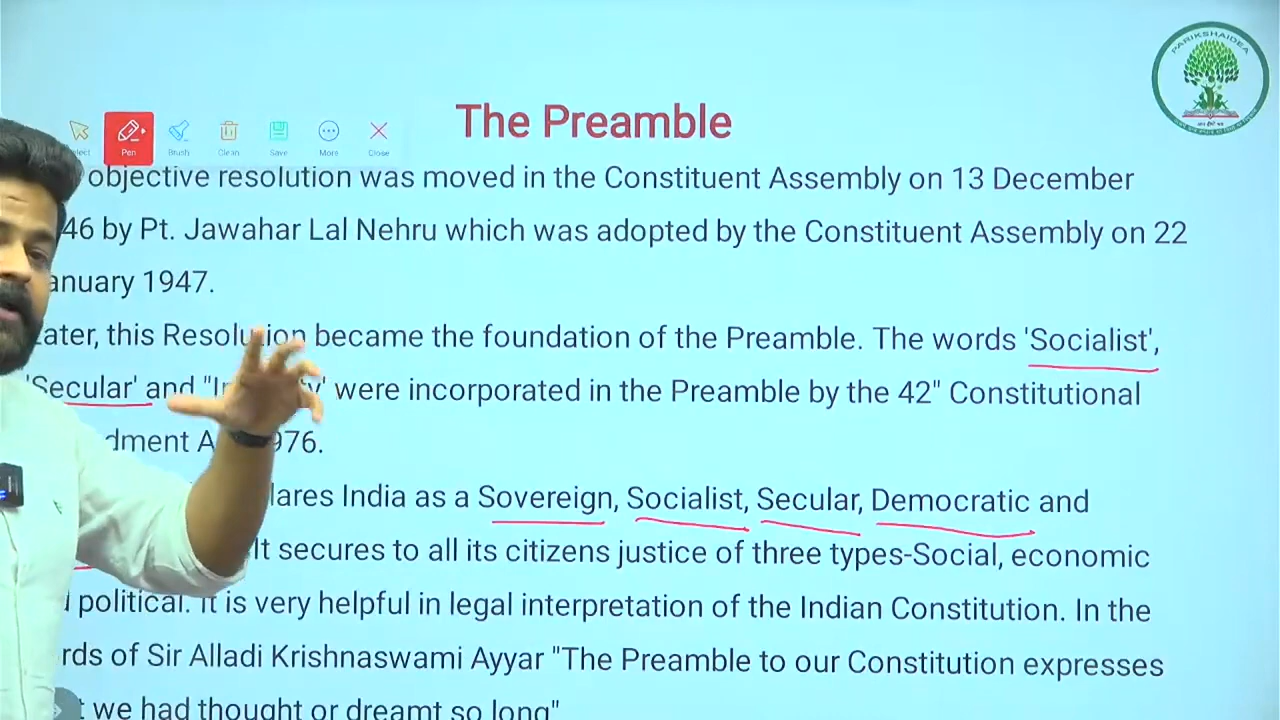 PARIKSHAIDEA
The Preamble
Pen
Brush
Clean
Save
More
Close
objective resolution was moved in the Constituent Assembly on 13 December
46 by Pt. Jawahar Lal Nehru which was adopted by the Constituent Assembly on 22
anuary 1947.
ater, this Resolution became the foundation of the Preamble. The words 'Socialist',
'Secular' and were incorporated in the Preamble by the 42" Constitutional
dment A 976.
lares India as a Sovereign, Socialist, Secular, Democratic and
It secures to all its citizens justice of three types-Social, economic
political. It is very helpful in legal interpretation of the Indian Constitution. In the
rds of Sir Alladi Krishnaswami Ayyar "The Preamble to our Constitution expresses
we had thought or dreamt so long"